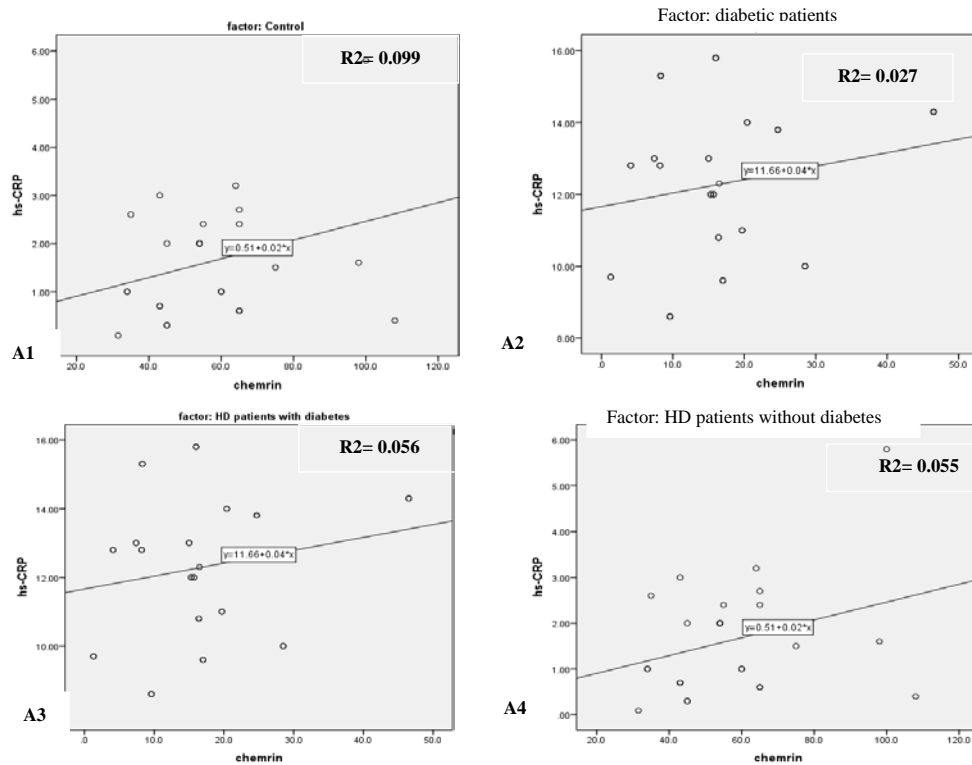 factor: Control
R2= 0.099
6.00
5.00
4.00
3.00
2.00
1.00
hs-CRP
y=0.51+0.02*x
20.0 40.0 60.0 80.0 100.0 120.0
chemrin
A1
Factor: diabetic patients
R2= 0.027
16.00
14.00
12.00
10.00
8.00
hs-CRP
y=11.66+0.04*x
.0 10.0 20.0 30.0 40.0 50.0
chemrin
A2
factor: HD patients with diabetes
R2= 0.056
16.00
14.00
12.00
10.00
hs-CRP
y=11.66+0.04*x
.0 10.0 20.0 30.0 40.0 50.0
chemrin
A3
Factor: HD patients without diabetes
R2= 0.055
6.00
5.00
4.00
3.00
2.00
1.00
.00
hs-CRP
y=0.51+0.02*x
20.0 40.0 60.0 80.0 100.0 120.0
chemrin
A4